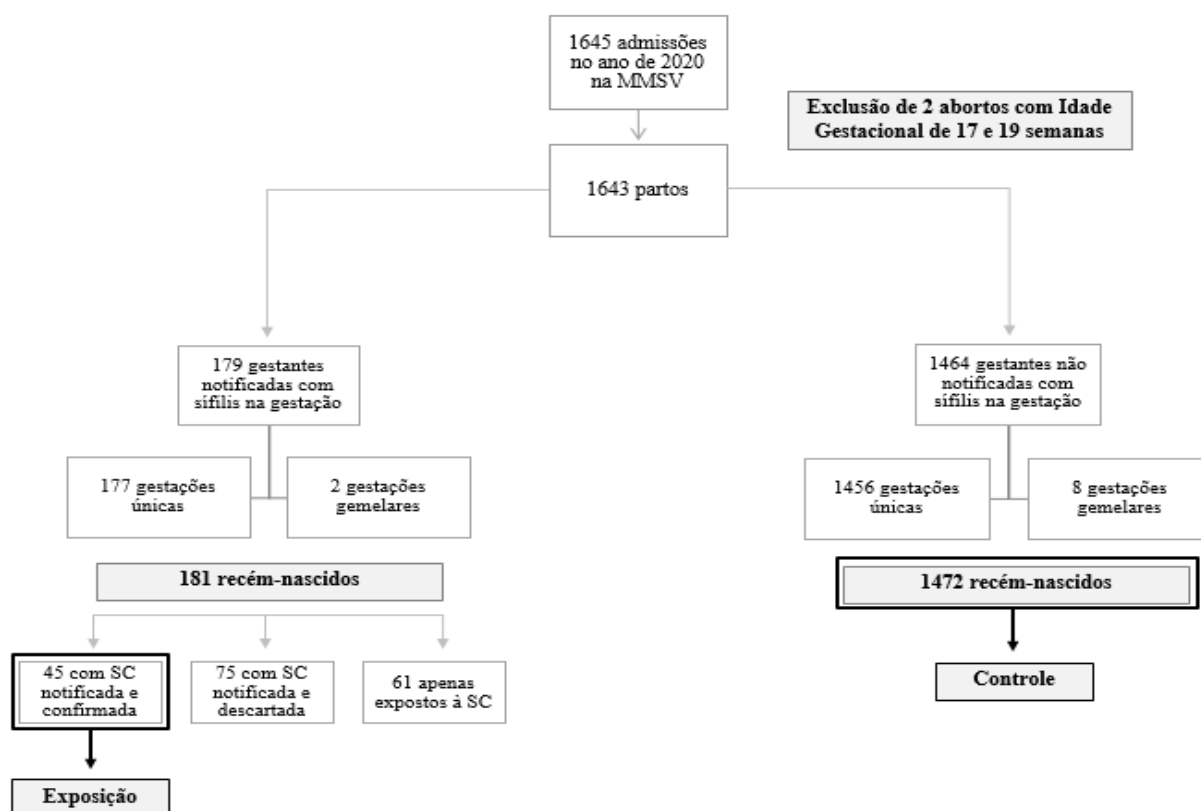 1645 admissões
no ano de 2020
na MMSV
Exclusão de 2 abortos com Idade
Gestacional de 17 e 19 semanas
1643 partos
179 gestantes
notificadas com
sífilis na gestação
1464 gestantes não
notificadas com
sífilis na gestação
177 gestações
únicas
2 gestações
gemelares
1456 gestações
únicas
8 gestações
gemelares
181 recém-nascidos
1472 recém-nascidos
45 com SC
notificada e
confirmada
75 com SC
notificada e
descartada
61 apenas
expostos à SC
Controle
Exposição